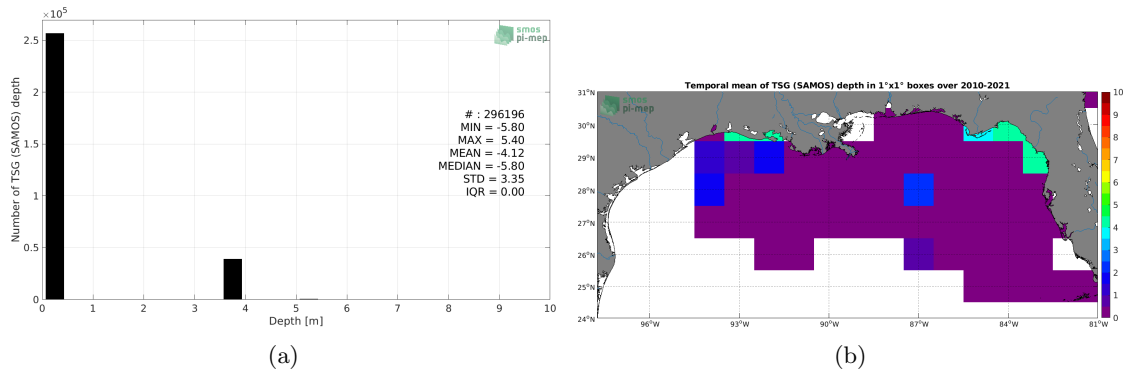 ×10⁵
smos
pi-mep
2.5
2
1.5
1
0.5
0
Number of TSG (SAMOS) depth
# : 296196
MIN = -5.80
MAX = 5.40
MEAN = -4.12
MEDIAN = -5.80
STD = 3.35
IQR = 0.00
0 1 2 3 4 5 6 7 8 9 10
Depth [m]
(a)
Temporal mean of TSG (SAMOS) depth in 1°x1° boxes over 2010-2021
smos
pi-mep
31°N
30°N
29°N
28°N
27°N
26°N
25°N
24°N
96°W 93°W 90°W 87°W 84°W 81°W
10
9
8
7
6
5
4
3
2
1
0
(b)